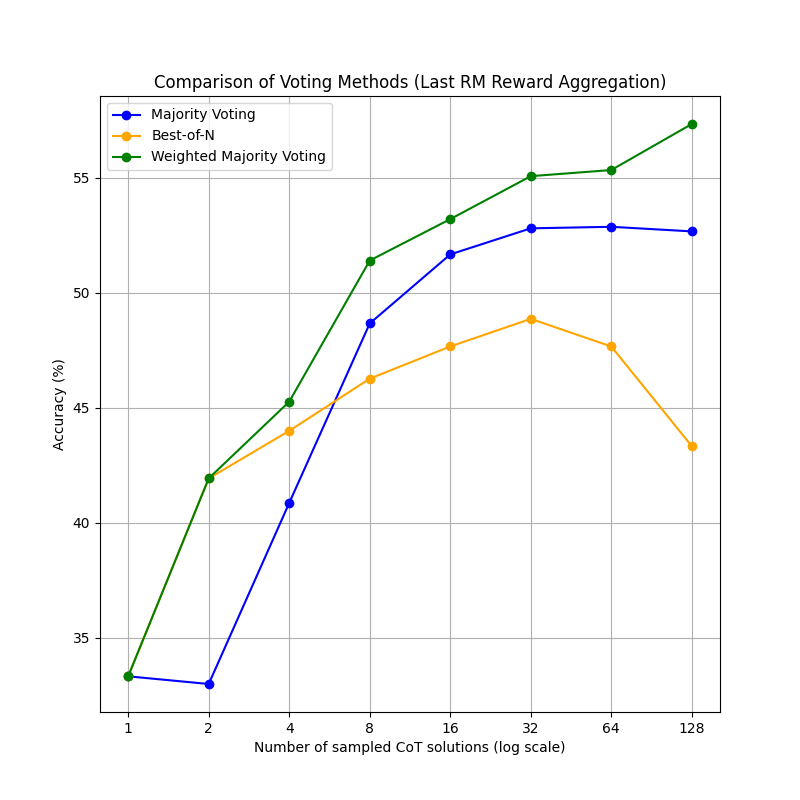 Comparison of Voting Methods (Last RM Reward Aggregation)
Majority Voting
Best-of-N
Weighted Majority Voting
Accuracy (%)
55
50
45
40
35
1 2 4 8 16 32 64 128
Number of sampled CoT solutions (log scale)